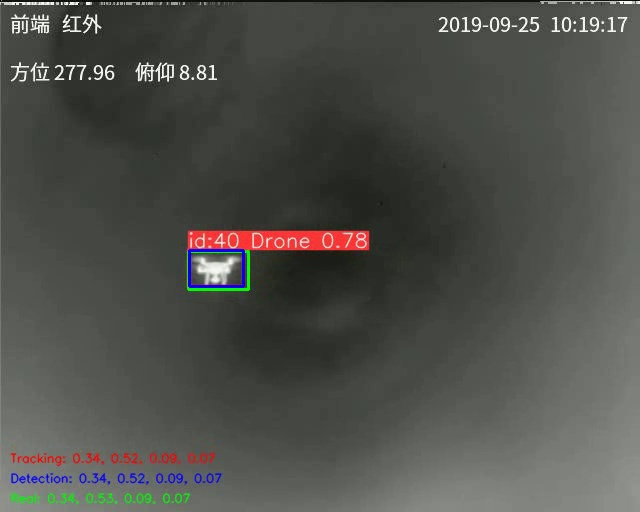 前端 红外 2019-09-25 10:19:17
方位 277.96 俯仰 8.81
id:40 Drone 0.78
Tracking: 0.34, 0.52, 0.09, 0.07
Detection: 0.34, 0.52, 0.09, 0.07
Real: 0.34, 0.53, 0.09, 0.07